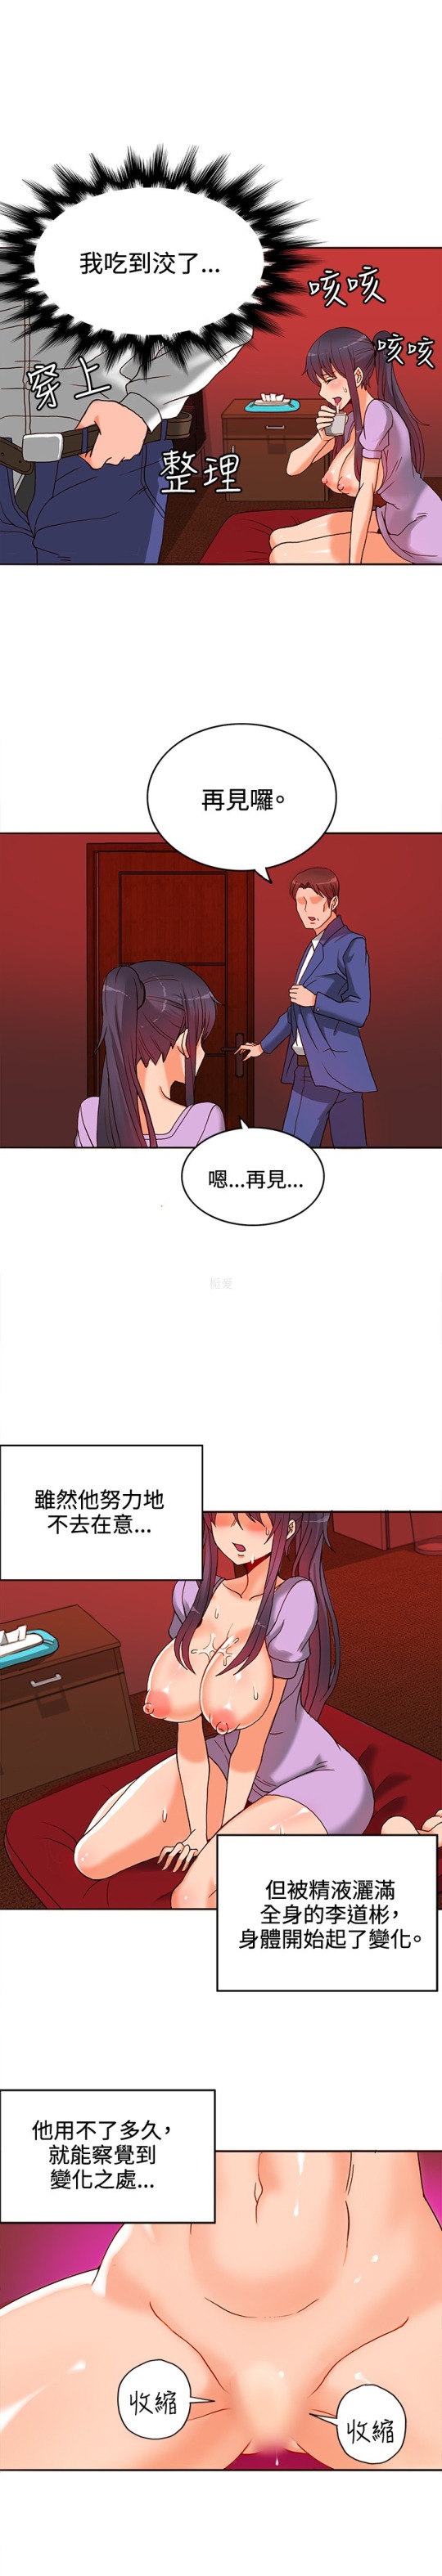 我吃到洨了...
咳咳
咳咳
穿上
整理
再見囉。
嗯...再見...
雖然他努力地
不去在意...
但被精液灑滿
全身的李道彬，
身體開始起了變化。
他用不了多久，
就能察覺到
變化之處...
收縮
收縮